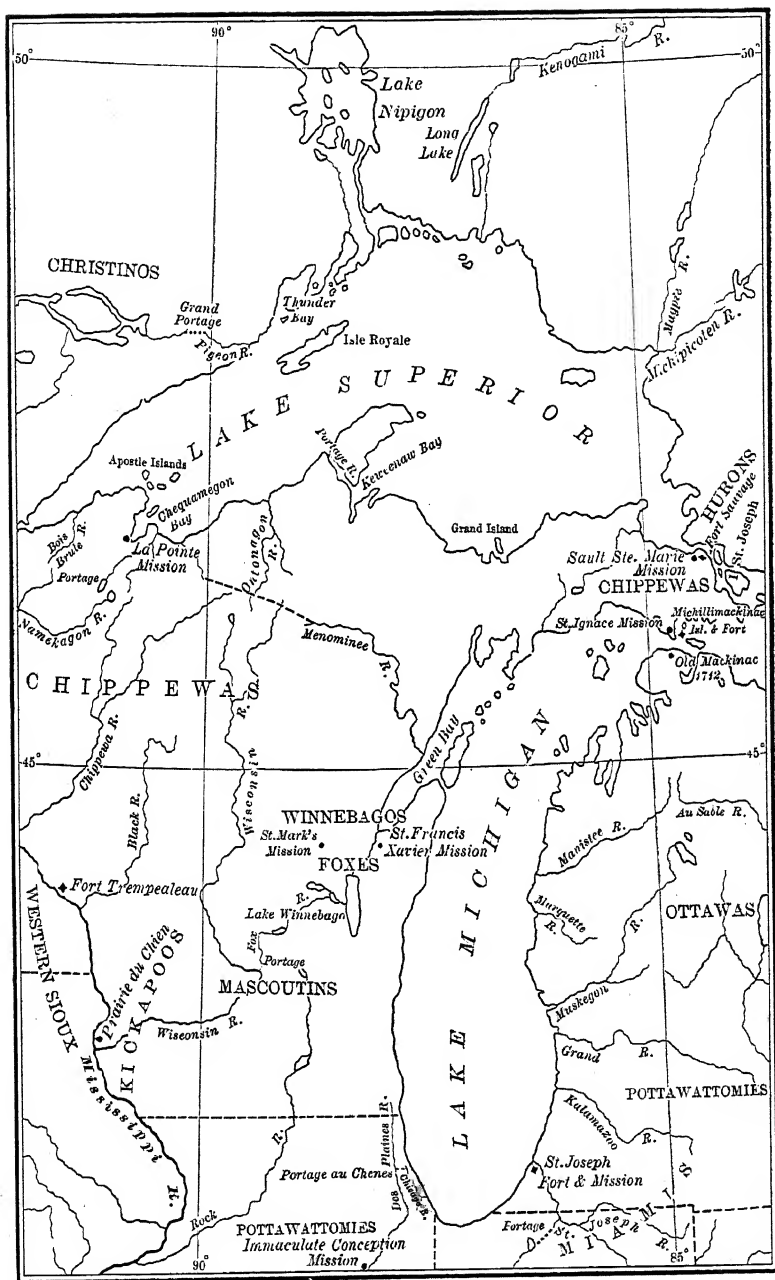 90°
85°
50°
50°
Kenogami R.
Lake
Nipigon
Long
Lake
CHRISTINOS
Grand
Portage
Pigeon R.
Thunder
Bay
Isle Royale
Magpie R.
Michipicoten R.
LAKE SUPERIOR
Portage R.
Keweenaw Bay
Apostle Islands
Chequamegon
Bay
Bois
Brule R.
La Pointe
Mission
Portage
Namekagon R.
Outonagon
R.
Grand Island
HURONS
Fort Sauvage
St. Joseph
I.
Sault Ste. Marie
Mission
CHIPPEWAS
Michillimackinac
Isl. & Fort
St. Ignace Mission
Old Mackinac
1712
Menominee
R.
CHIPPEWAS
Chippewa R.
Green Bay
45°
45°
Black R.
Wisconsin R.
WINNEBAGOS
St. Mark's
Mission
St. Francis
Xavier Mission
FOXES
LAKE MICHIGAN
Manistee R.
Au Sable R.
Fort Trempealeau
Lake Winnebago
Fox
R.
Portage
Marquette
R.
OTTAWAS
R.
Muskegon
WESTERN SIOUX
Prairie du Chien
KICKAPOOS
MASCOUTINS
Wisconsin R.
Mississippi
R.
Grand R.
POTTAWATTOMIES
Kalamazoo
R.
Rock
R.
Portage au Chenes
Des
Plaines R.
Chicago R.
St. Joseph
Fort & Mission
Portage
St. Joseph
R.
MIAMIS
POTTAWATTOMIES
Immaculate Conception
Mission
90°
85°